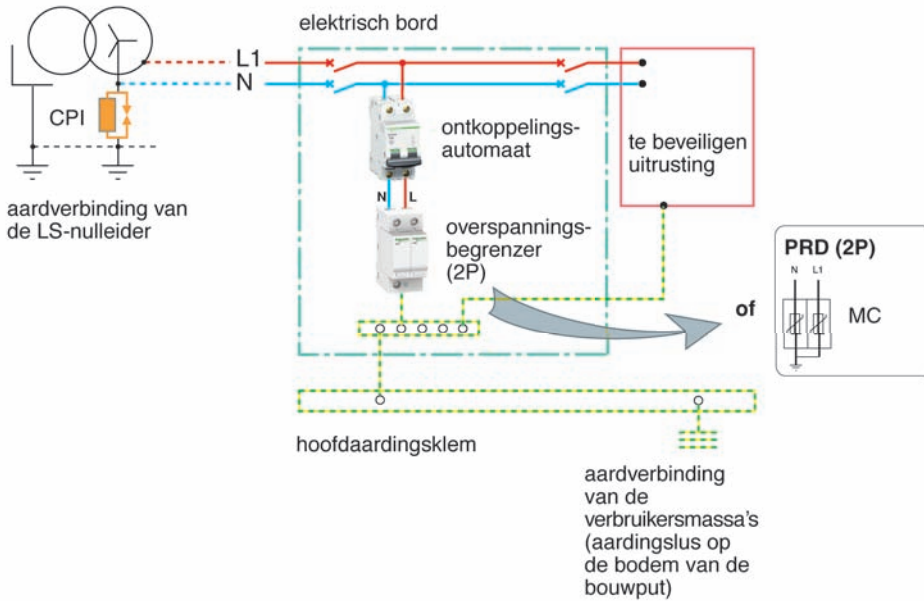 elektrisch bord
L1
N
CPI
ontkoppelings-
automaat
te beveiligen
uitrusting
N L
aardverbinding van
de LS-nulleider
overspannings-
begrenzer
(2P)
of
PRD (2P)
N L1
MC
hoofdaardingsklem
aardverbinding
van de
verbruikersmassa's
(aardingslus op
de bodem van de
bouwput)